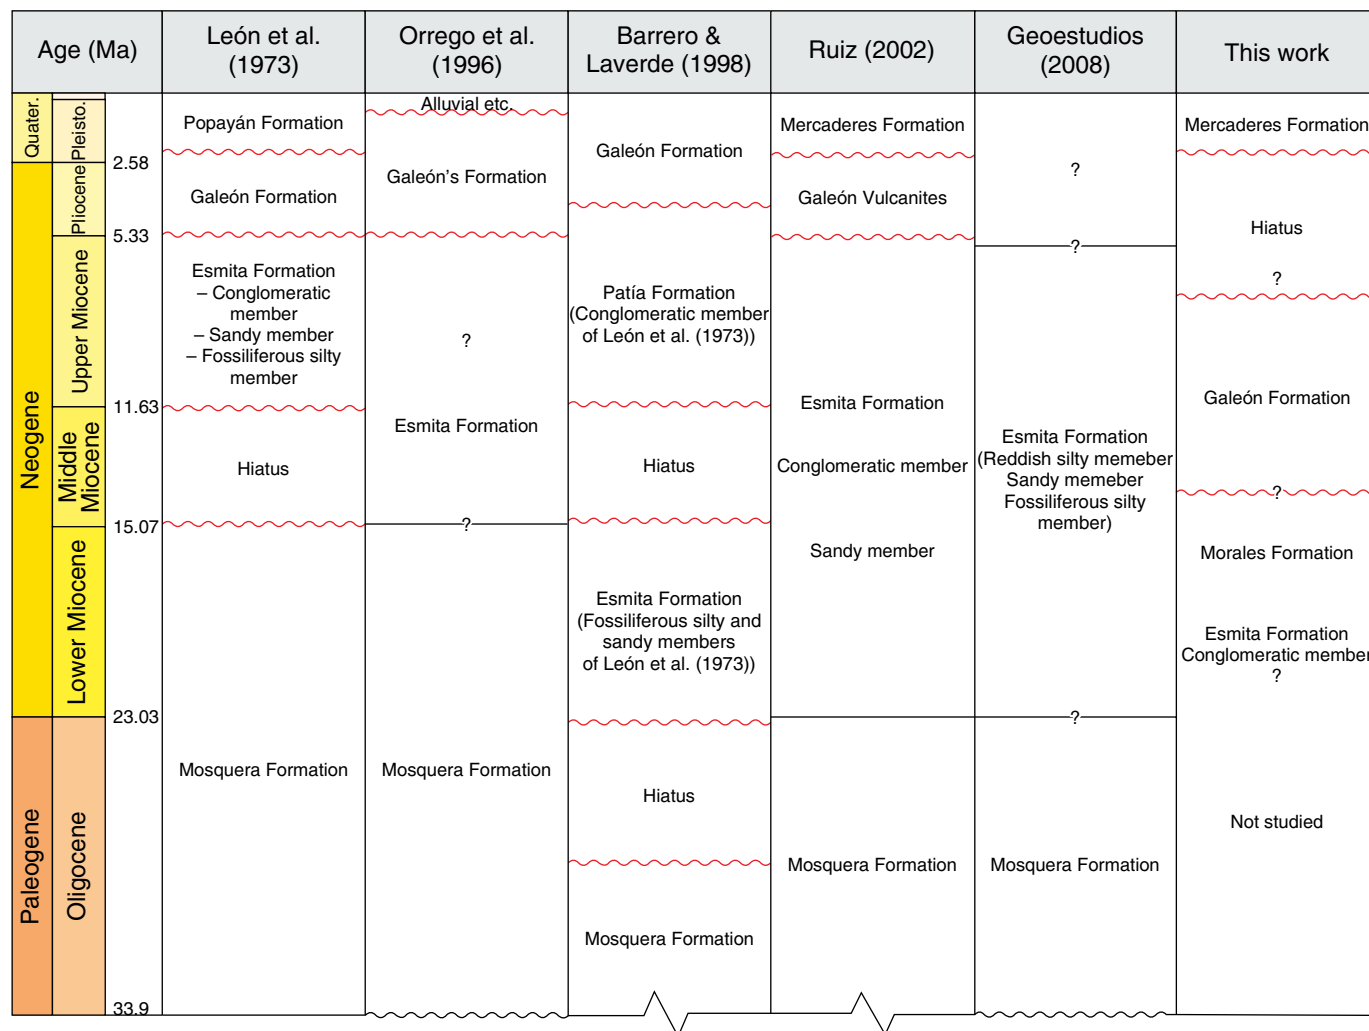 Age (Ma)
León et al.
(1973)
Orrego et al.
(1996)
Barrero &
Laverde (1998)
Ruiz (2002)
Geoestudios
(2008)
This work
Quater.
Neogene
Paleogene
Pleisto.
Pliocene
Upper Miocene
Middle
Miocene
Lower Miocene
Oligocene
2.58
5.33
11.63
15.07
23.03
33.9
Popayán Formation
Galeón Formation
Esmita Formation
– Conglomeratic
member
– Sandy member
– Fossiliferous silty
member
Hiatus
Mosquera Formation
Alluvial etc.
Galeón's Formation
?
Esmita Formation
?
Mosquera Formation
Galeón Formation
Patía Formation
(Conglomeratic member
of León et al. (1973))
Hiatus
Esmita Formation
(Fossiliferous silty and
sandy members
of León et al. (1973))
Hiatus
Mosquera Formation
Mercaderes Formation
Galeón Vulcanites
Esmita Formation
Conglomeratic member
Sandy member
Mosquera Formation
?
?
Esmita Formation
(Reddish silty memeber
Sandy memeber
Fossiliferous silty
member)
?
Mosquera Formation
Mercaderes Formation
Hiatus
?
Galeón Formation
?
Morales Formation
Esmita Formation
Conglomeratic member
?
Not studied